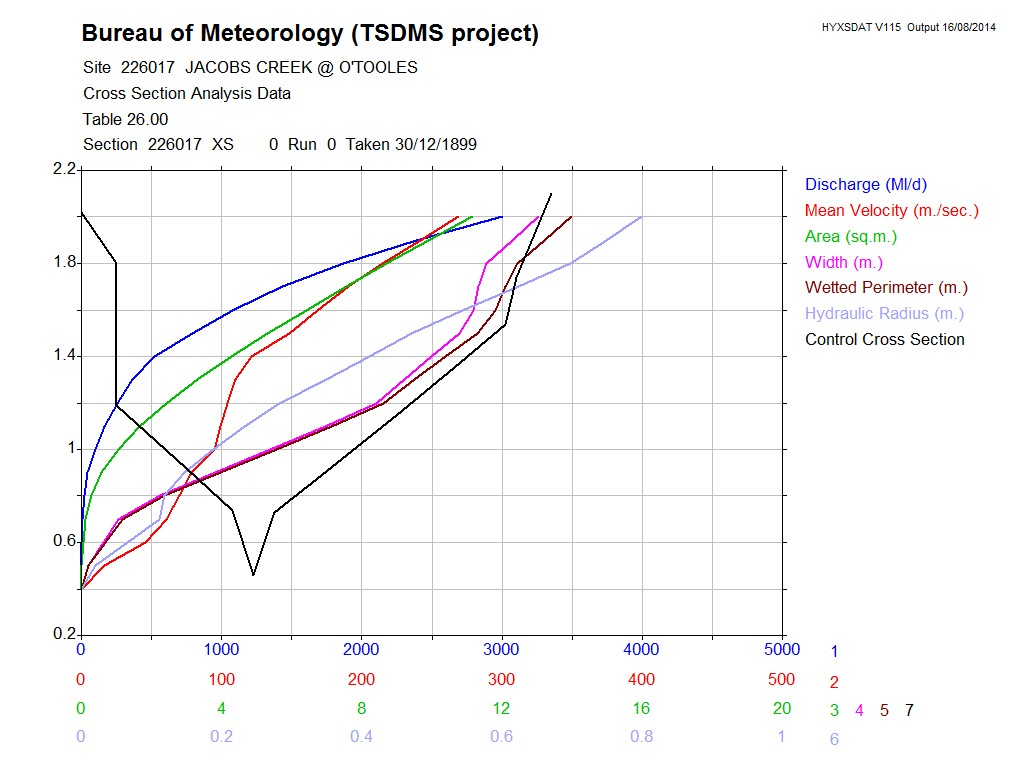 Bureau of Meteorology (TSDMS project)
HYXSDAT V115 Output 16/08/2014
Site 226017 JACOBS CREEK @ O'TOOLES
Cross Section Analysis Data
Table 26.00
Section 226017 XS 0 Run 0 Taken 30/12/1899
2.2
1.8
1.4
1
0.6
0.2
Discharge (Ml/d)
Mean Velocity (m./sec.)
Area (sq.m.)
Width (m.)
Wetted Perimeter (m.)
Hydraulic Radius (m.)
Control Cross Section
0 1000 2000 3000 4000 5000 1
0 100 200 300 400 500 2
0 4 8 12 16 20 3 4 5 7
0 0.2 0.4 0.6 0.8 1 6